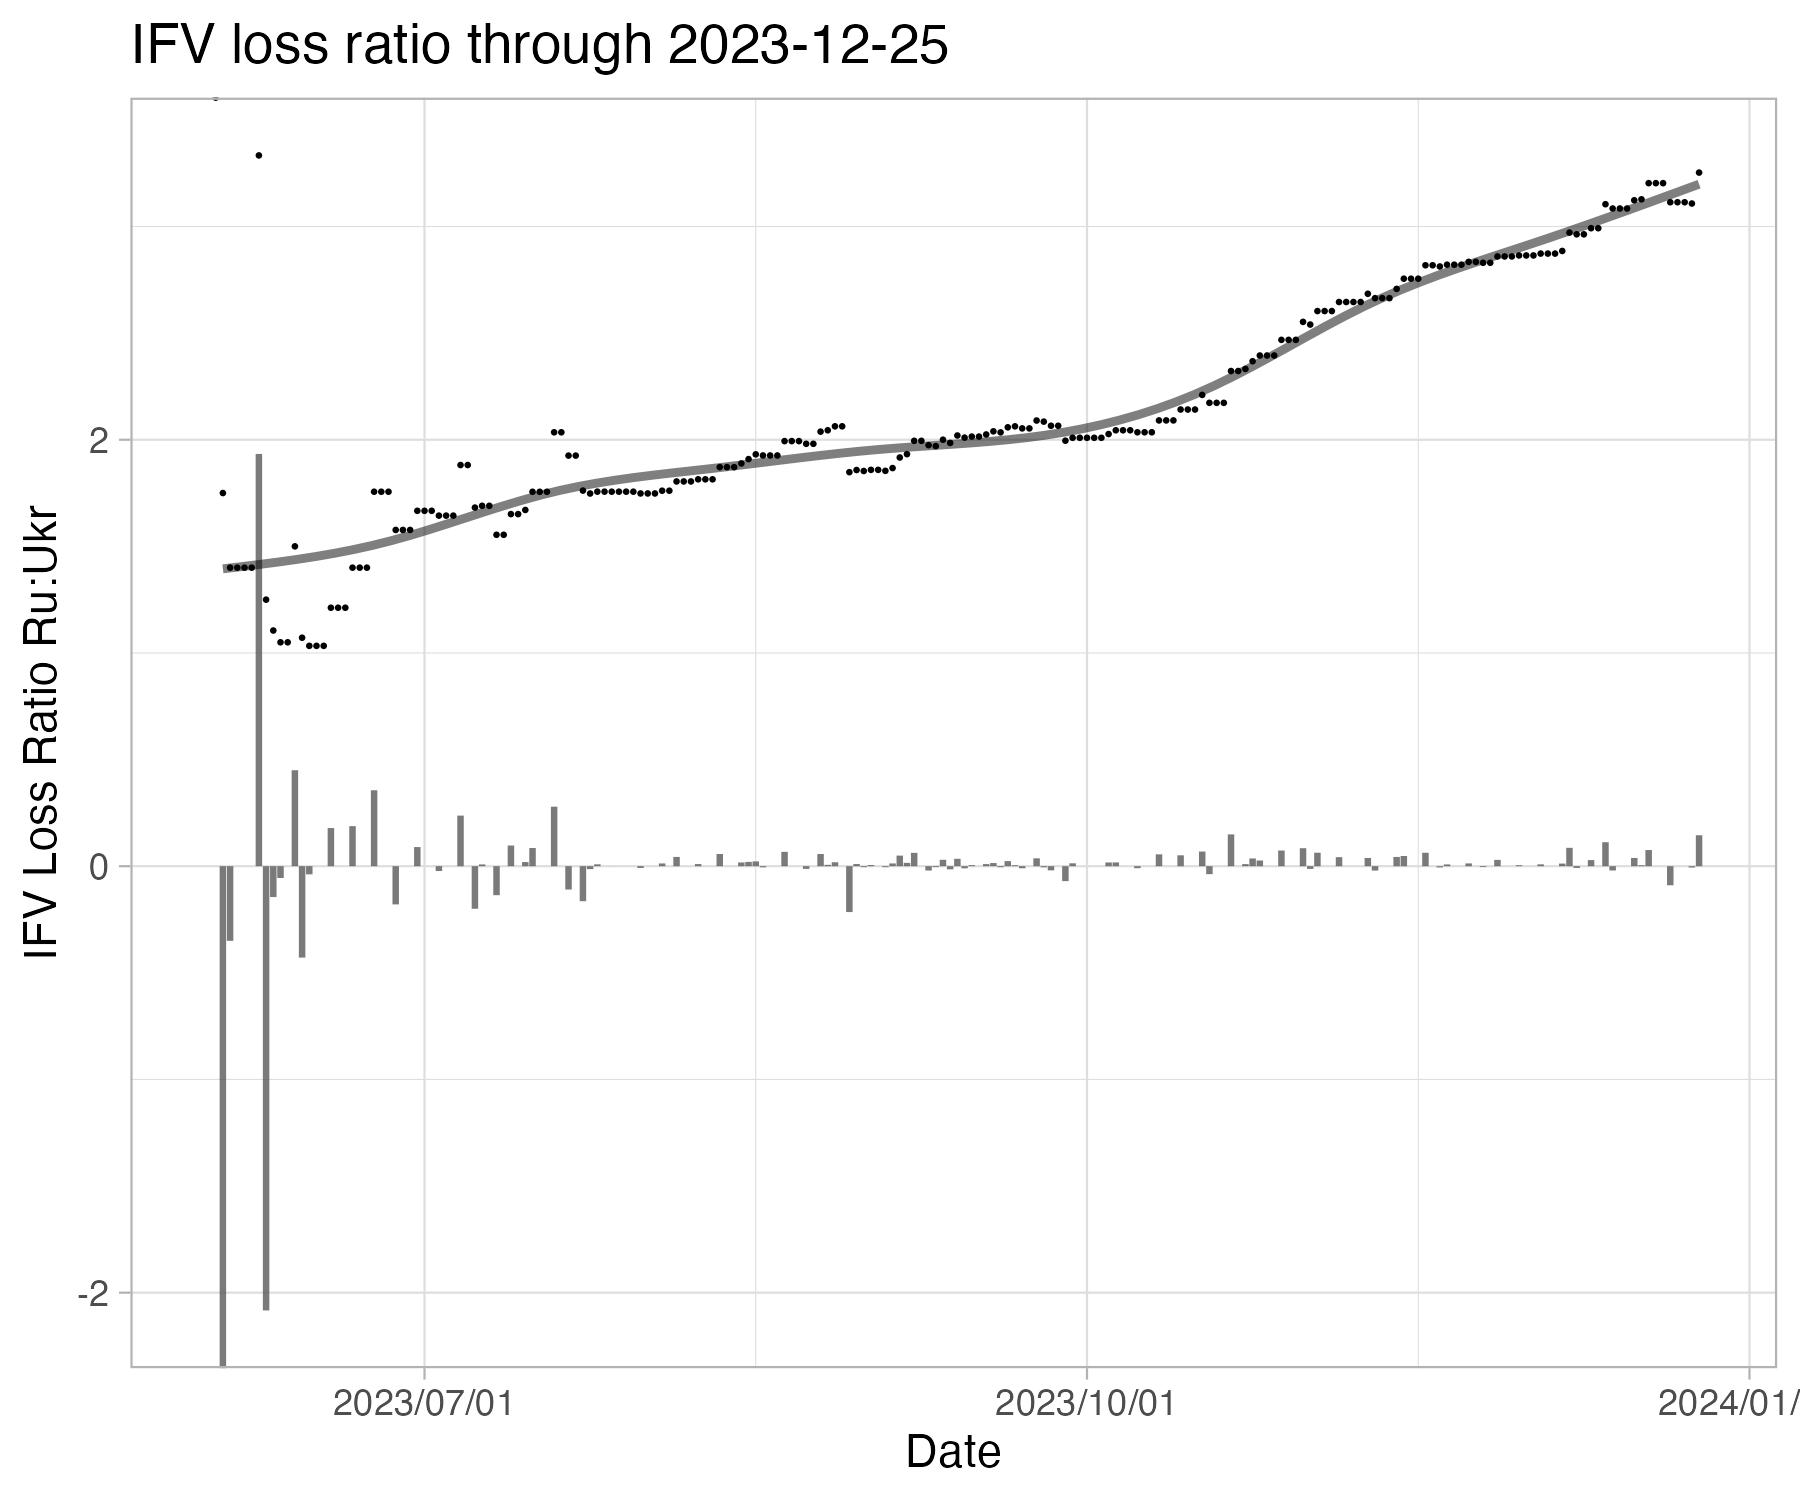 IFV loss ratio through 2023-12-25
IFV Loss Ratio Ru:Ukr
2
0
-2
2023/07/01
2023/10/01
2024/01/
Date